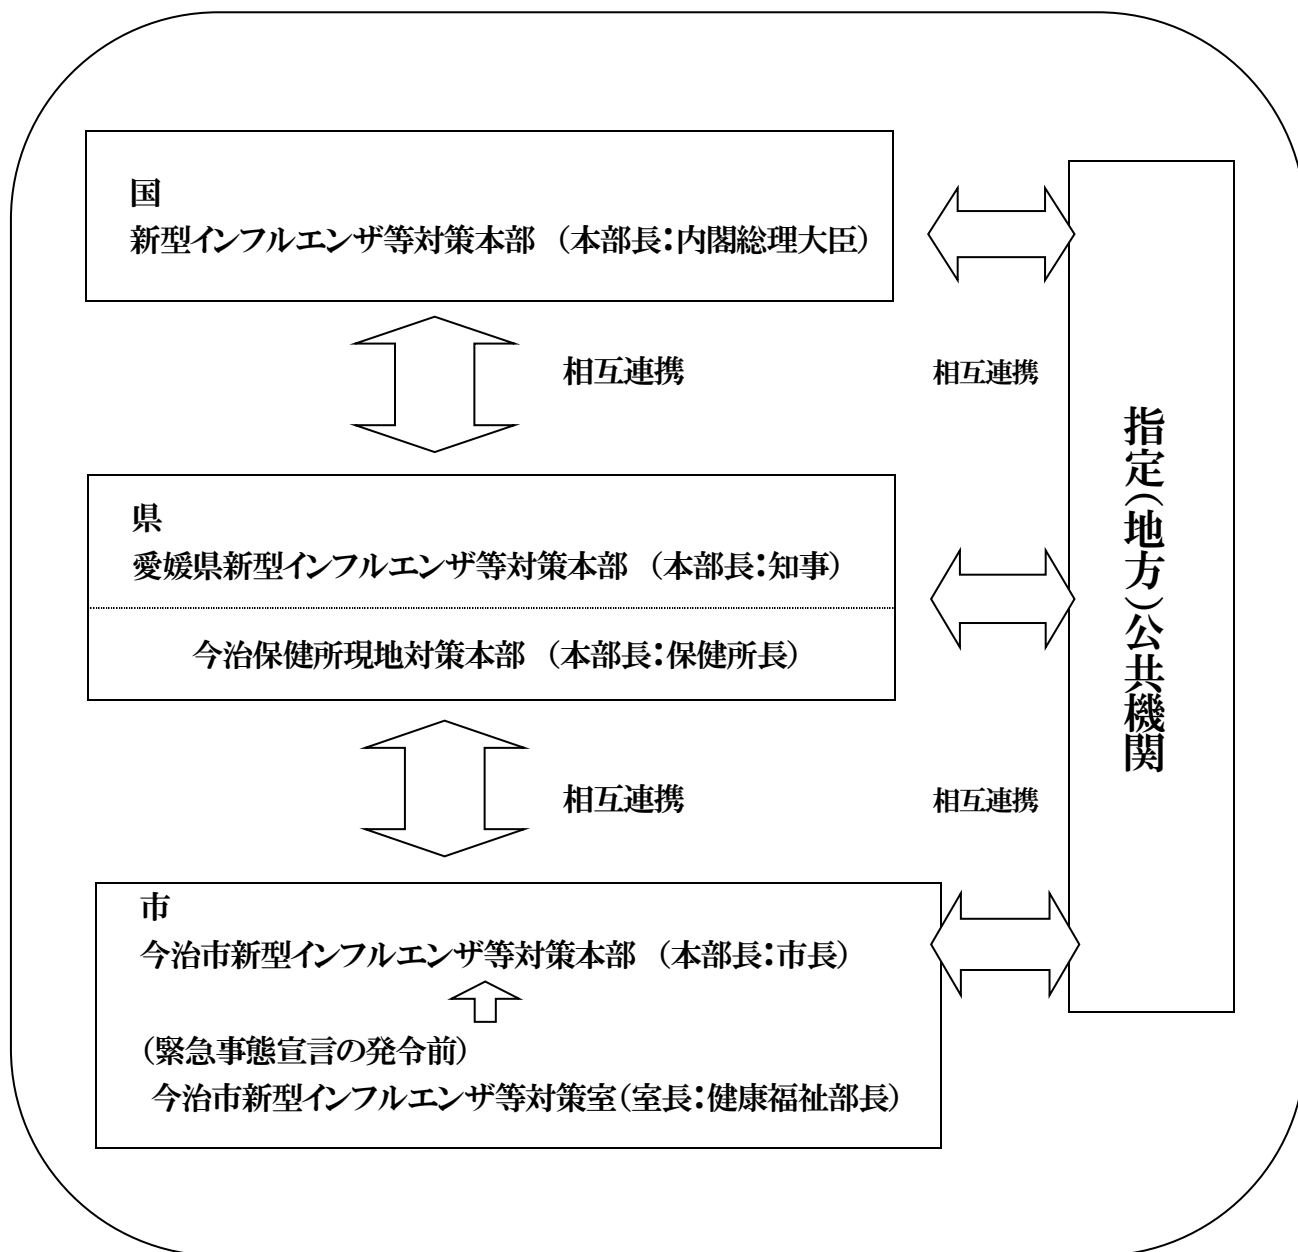 国
新型インフルエンザ等対策本部（本部長：内閣総理大臣）
相互連携
相互連携
県
愛媛県新型インフルエンザ等対策本部（本部長：知事）
今治保健所現地対策本部（本部長：保健所長）
相互連携
相互連携
市
今治市新型インフルエンザ等対策本部（本部長：市長）
（緊急事態宣言の発令前）
今治市新型インフルエンザ等対策室（室長：健康福祉部長）
指定（地方）公共機関